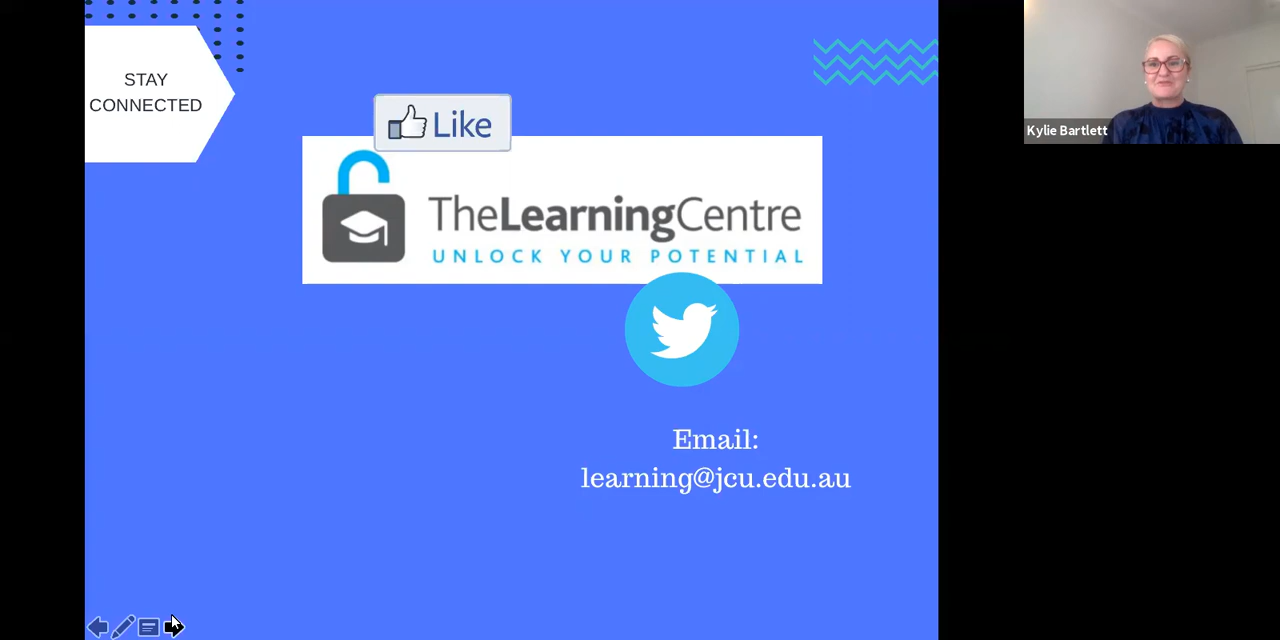 STAY
CONNECTED
Like
TheLearningCentre
UNLOCK YOUR POTENTIAL
Email:
learning@jcu.edu.au
Kylie Bartlett